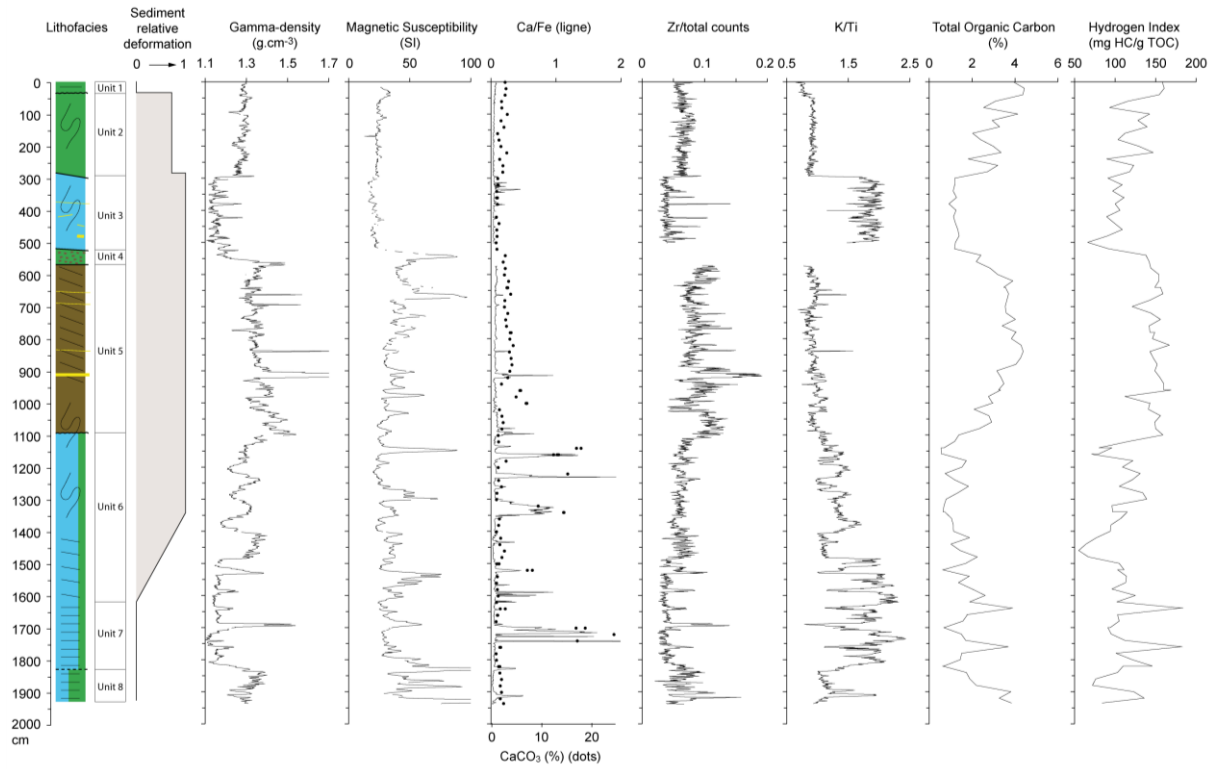 Sediment
relative
Lithofacies deformation Gamma-density Magnetic Susceptibility Ca/Fe (ligne) Zr/total counts K/Ti Total Organic Carbon Hydrogen Index
(g.cm-3) (SI) (%) (mg HC/g TOC)
0 1 1.1 1.3 1.5 1.7 0 50 100 0 1 2 0 0.1 0.2 0.5 1.5 2.5 0 2 4 6 50 100 150 200
0 Unit 1
100 Unit 2
200
300 Unit 3
400
500 Unit 4
600
700
800 Unit 5
900
1000
1100
1200
1300 Unit 6
1400
1500
1600
1700 Unit 7
1800
1900 Unit 8
2000
cm
0 10 20
CaCO3 (%) (dots)